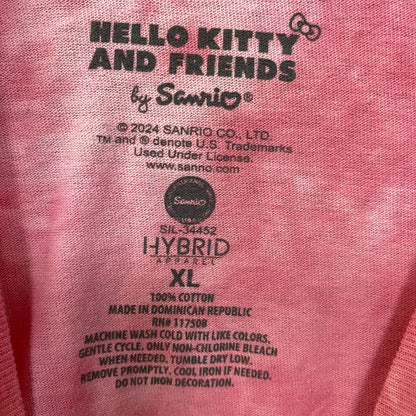 HELLO KITTY
AND FRIENDS
by Sanrio®
© 2024 SANRIO CO., LTD.
TM and ® denote U.S. Trademarks
Used Under License.
www.sanrio.com
Sanrio
SIL-34452
HYBRID
APPAREL
XL
100% COTTON
MADE IN DOMINICAN REPUBLIC
RN# 117508
MACHINE WASH COLD WITH LIKE COLORS.
GENTLE CYCLE. ONLY NON-CHLORINE BLEACH
WHEN NEEDED. TUMBLE DRY LOW.
REMOVE PROMPTLY. COOL IRON IF NEEDED.
DO NOT IRON DECORATION.